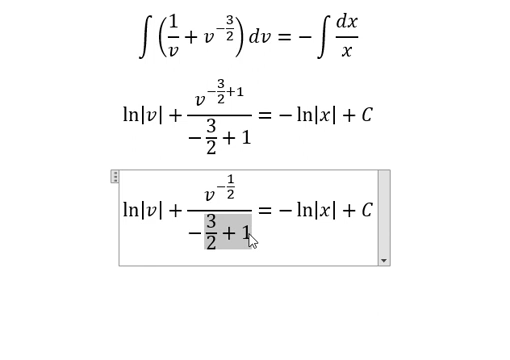 ∫ (1/v + v^(-3/2)) dv = − ∫ dx/x
ln|v| + v^(-3/2+1)/(-3/2 + 1) = − ln|x| + C
ln|v| + v^(-1/2)/(-3/2 + 1) = − ln|x| + C